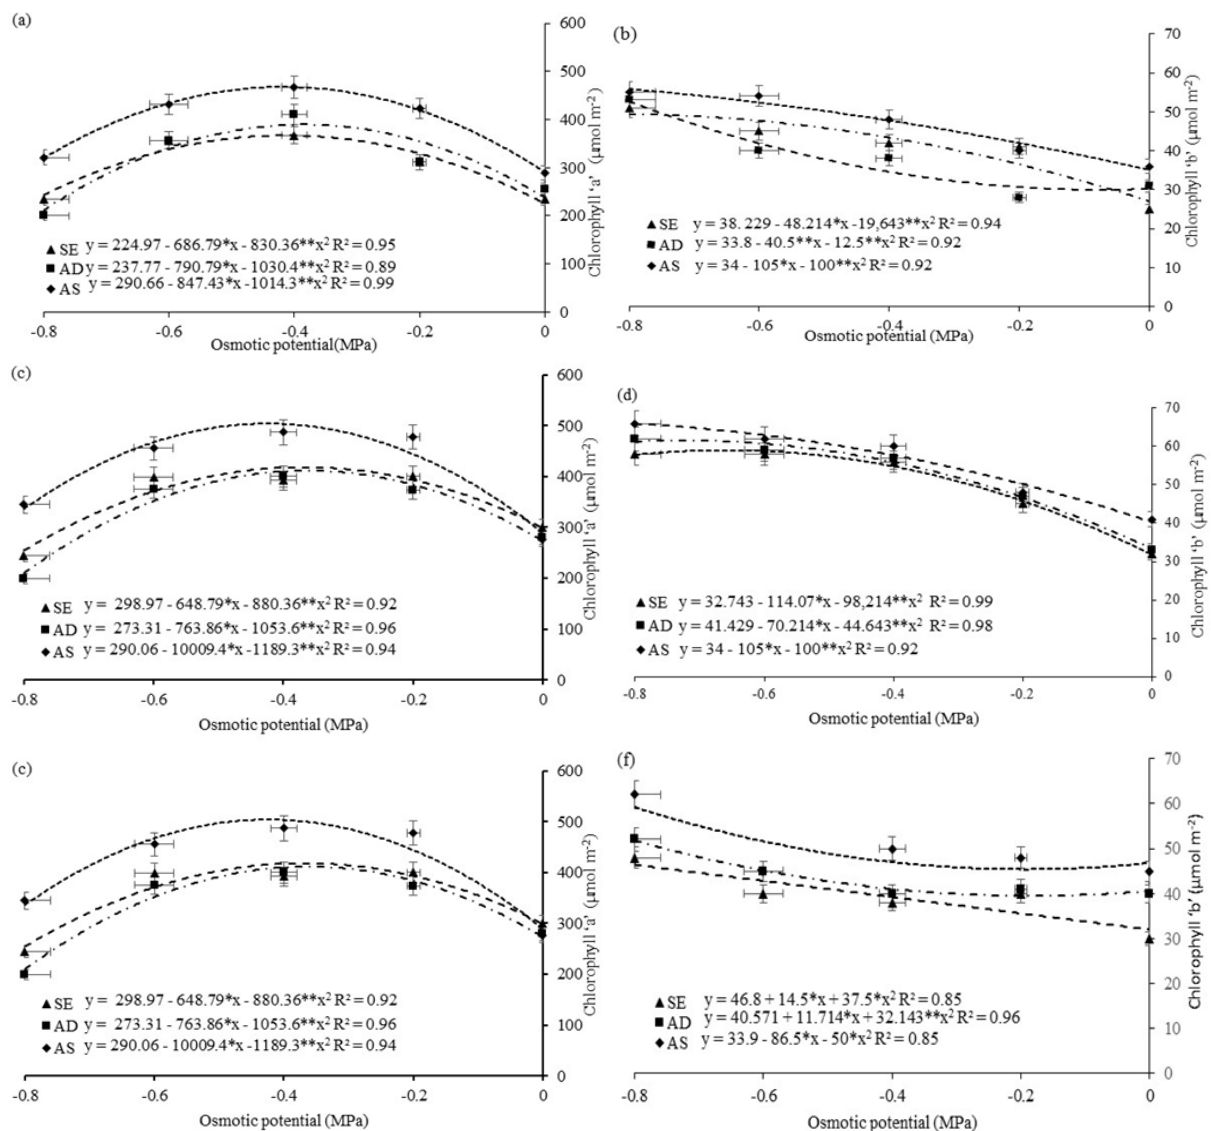 (a)
600
500
400
300
200
100
0
Chlorophyll ‘a’ (µmol m⁻²)
SE y = 224.97 - 686.79*x - 830.36**x² R² = 0.95
AD y = 237.77 - 790.79*x - 1030.4**x² R² = 0.89
AS y = 290.66 - 847.43*x -1014.3**x² R² = 0.99
-0.8 -0.6 -0.4 -0.2 0
Osmotic potential(MPa)
(b)
70
60
50
40
30
20
10
0
Chlorophyll ‘b’ (µmol m⁻²)
SE y = 38.229 - 48.214*x -19,643**x² R² = 0.94
AD y = 33.8 - 40.5**x - 12.5**x² R² = 0.92
AS y = 34 - 105*x - 100**x² R² = 0.92
-0.8 -0.6 -0.4 -0.2 0
Osmotic potential (MPa)
(c)
600
500
400
300
200
100
0
Chlorophyll ‘a’ (µmol m⁻²)
SE y = 298.97 - 648.79*x - 880.36**x² R² = 0.92
AD y = 273.31 - 763.86*x - 1053.6**x² R² = 0.96
AS y = 290.06 - 10009.4*x -1189.3**x² R² = 0.94
-0.8 -0.6 -0.4 -0.2 0
Osmotic potential (MPa)
(d)
70
60
50
40
30
20
10
0
Chlorophyll ‘b’ (µmol m⁻²)
SE y = 32.743 - 114.07*x - 98,214**x² R² = 0.99
AD y = 41.429 - 70.214*x - 44.643**x² R² = 0.98
AS y = 34 - 105*x - 100**x² R² = 0.92
-0.8 -0.6 -0.4 -0.2 0
Osmotic potential (MPa)
(e)
600
500
400
300
200
100
0
Chlorophyll ‘a’ (µmol m⁻²)
SE y = 298.97 - 648.79*x - 880.36**x² R² = 0.92
AD y = 273.31 - 763.86*x - 1053.6**x² R² = 0.96
AS y = 290.06 - 10009.4*x -1189.3**x² R² = 0.94
-0.8 -0.6 -0.4 -0.2 0
Osmotic potential (MPa)
(f)
70
60
50
40
30
20
10
0
Chlorophyll ‘b’ (µmol m⁻²)
SE y = 46.8 + 14.5*x + 37.5*x² R² = 0.85
AD y = 40.571 + 11.714*x + 32.143**x² R² = 0.96
AS y = 33.9 - 86.5*x - 50*x² R² = 0.85
-0.8 -0.6 -0.4 -0.2 0
Osmotic potential (MPa)